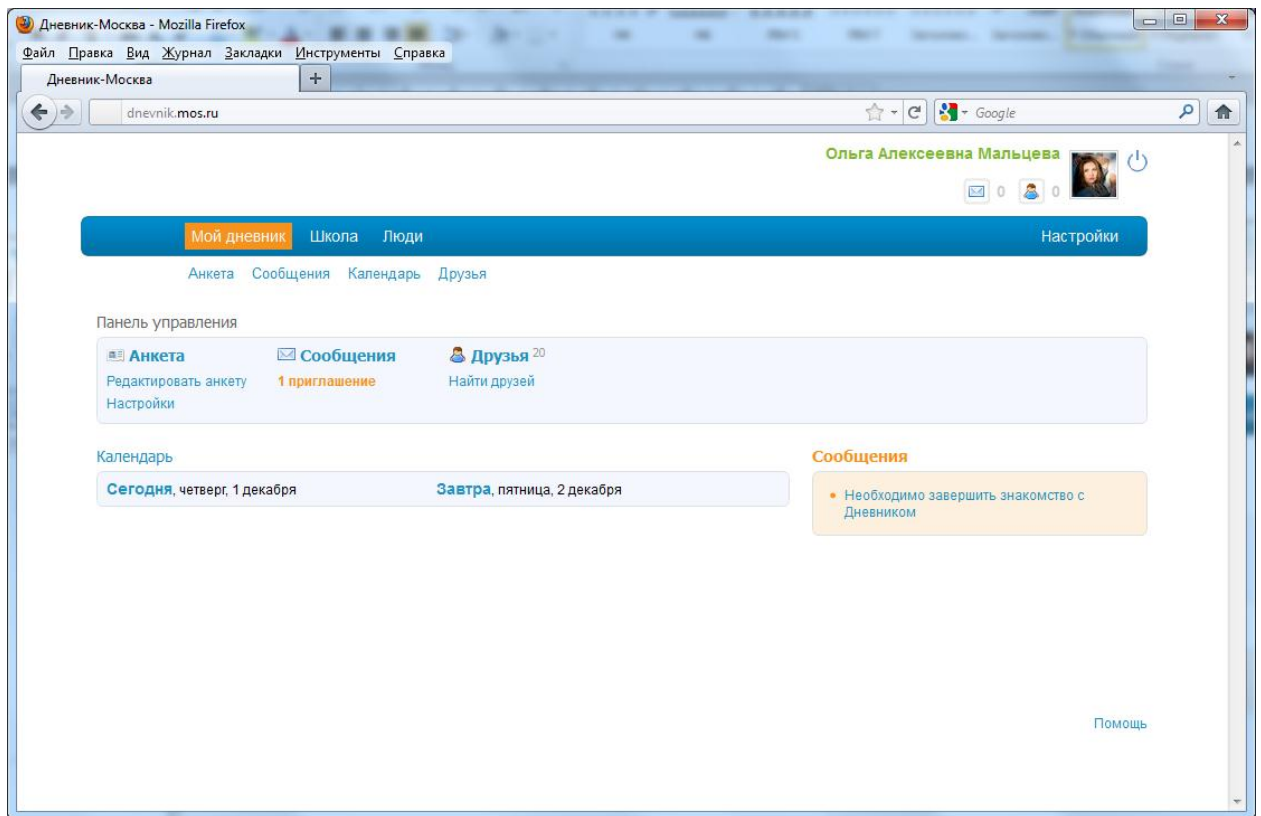 Дневник-Москва - Mozilla Firefox
Файл Правка Вид Журнал Закладки Инструменты Справка
Дневник-Москва
dnevnik.mos.ru Google
Ольга Алексеевна Мальцева
0 0
Мой дневник Школа Люди Настройки
Анкета Сообщения Календарь Друзья
Панель управления
Анкета Сообщения Друзья 20
Редактировать анкету 1 приглашение Найти друзей
Настройки
Календарь Сообщения
Сегодня, четверг, 1 декабря Завтра, пятница, 2 декабря
Необходимо завершить знакомство с
Дневником
Помощь